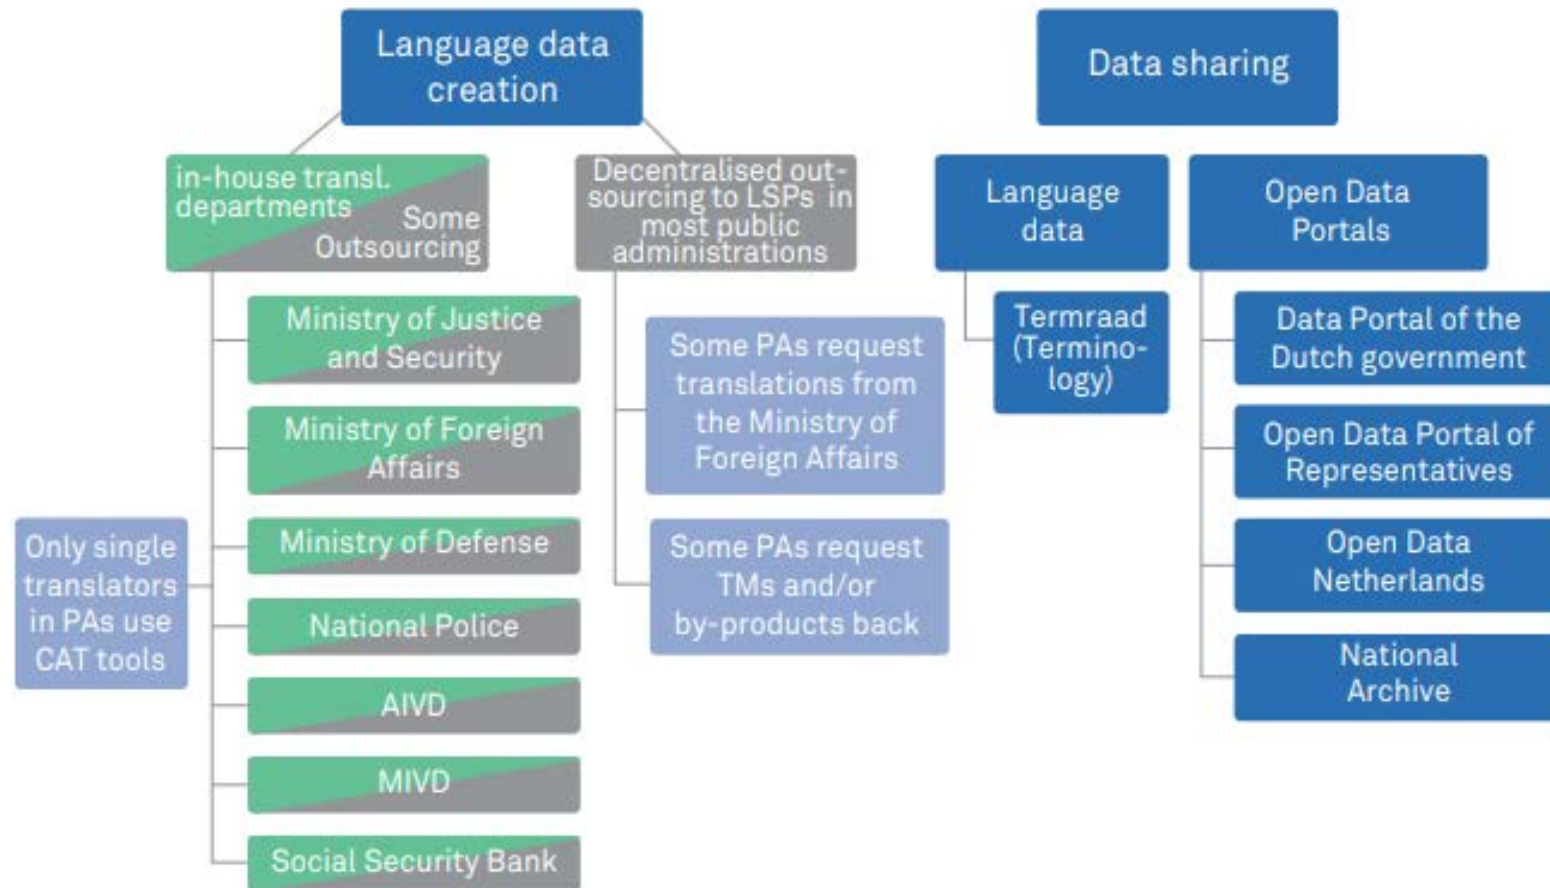 Language data
creation
in-house transl.
departments
Some
Outsourcing
Decentralised out-
sourcing to LSPs in
most public
administrations
Ministry of Justice
and Security
Ministry of Foreign
Affairs
Ministry of Defense
National Police
AIVD
MIVD
Social Security Bank
Only single
translators
in PAs use
CAT tools
Some PAs request
translations from
the Ministry of
Foreign Affairs
Some PAs request
TMs and/or
by-products back
Data sharing
Language
data
Termraad
(Termino-
logy)
Open Data
Portals
Data Portal of the
Dutch government
Open Data Portal of
Representatives
Open Data
Netherlands
National
Archive